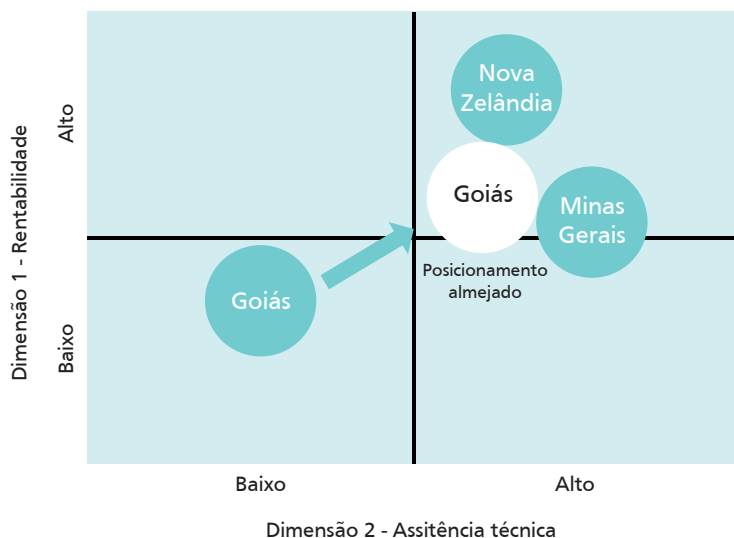 Dimensão 1 - Rentabilidade
Alto
Baixo
Nova
Zelândia
Goiás
Minas
Gerais
Posicionamento
almejado
Goiás
Baixo
Alto
Dimensão 2 - Assitência técnica